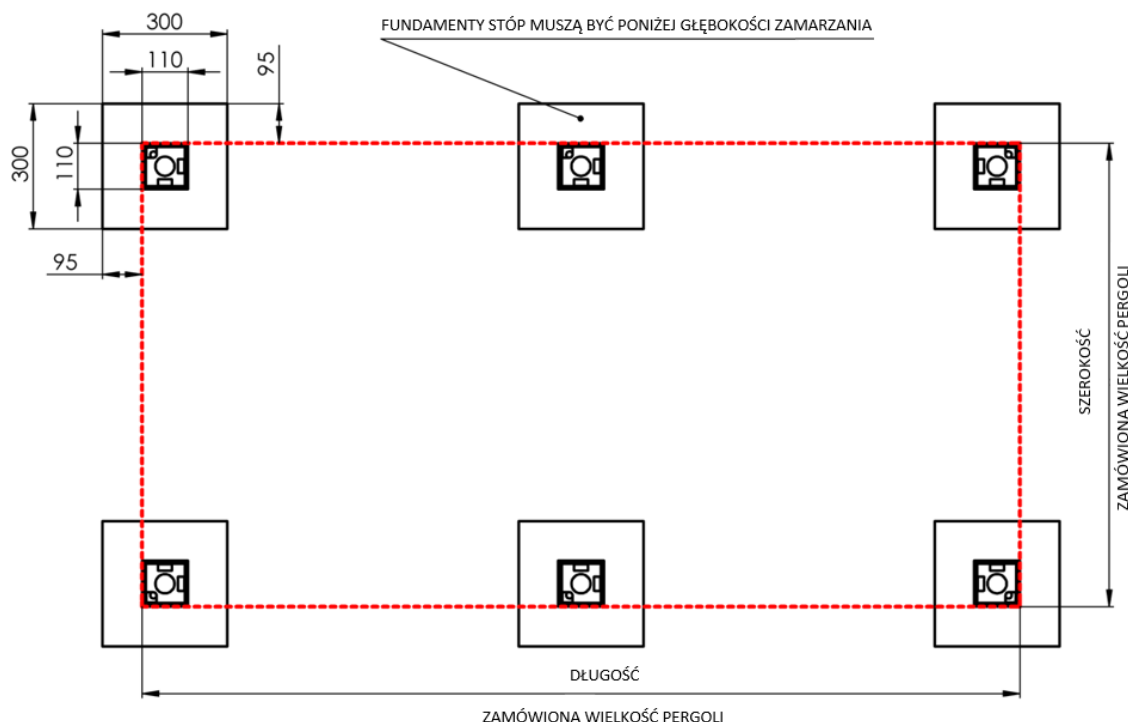 300
FUNDAMENTY STÓP MUSZĄ BYĆ PONIŻEJ GŁĘBOKOŚCI ZAMARZANIA
110
95
300
110
95
SZEROKOŚĆ
ZAMÓWIONA WIELKOŚĆ PERGOLI
DŁUGOŚĆ
ZAMÓWIONA WIELKOŚĆ PERGOLI